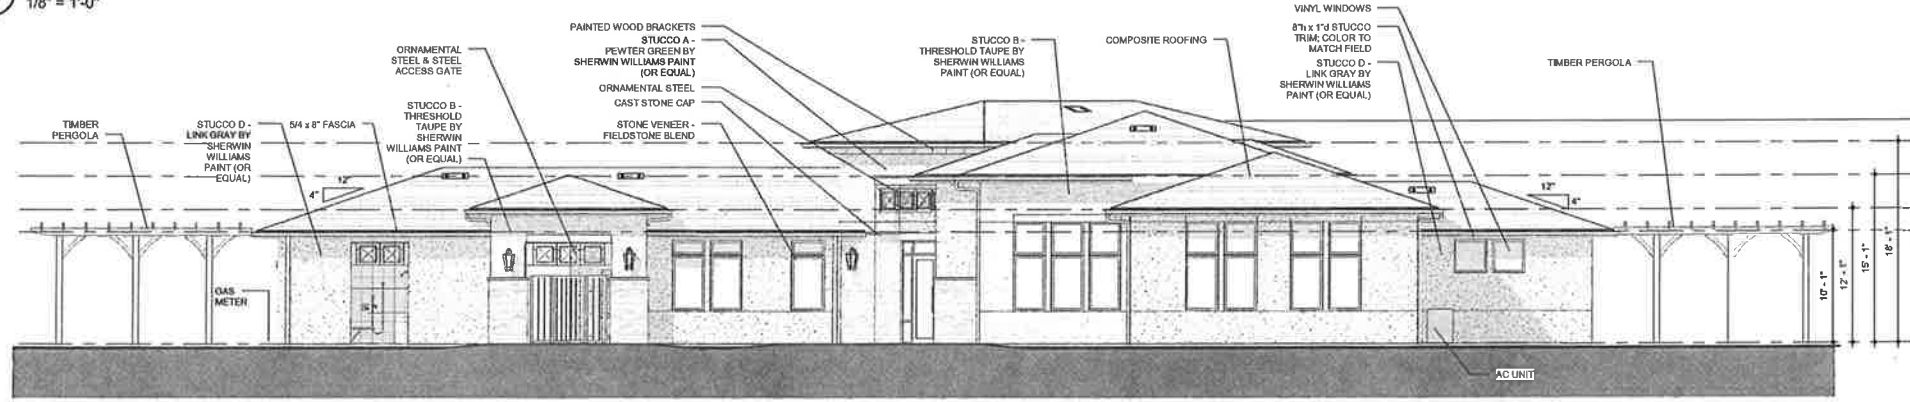 1/8" = 1'-0"
PAINTED WOOD BRACKETS
STUCCO A -
PEWTER GREEN BY
SHERWIN WILLIAMS PAINT
(OR EQUAL)
ORNAMENTAL STEEL
CAST STONE CAP
STONE VENEER -
FIELDSTONE BLEND
ORNAMENTAL
STEEL & STEEL
ACCESS GATE
STUCCO B -
THRESHOLD
TAUPE BY
SHERWIN
WILLIAMS PAINT
(OR EQUAL)
5/4 x 8" FASCIA
STUCCO D -
LINK GRAY BY
SHERWIN
WILLIAMS
PAINT (OR
EQUAL)
TIMBER
PERGOLA
12"
4"
GAS
METER
STUCCO B -
THRESHOLD TAUPE BY
SHERWIN WILLIAMS
PAINT (OR EQUAL)
COMPOSITE ROOFING
VINYL WINDOWS
8"h x 1"d STUCCO
TRIM; COLOR TO
MATCH FIELD
STUCCO D -
LINK GRAY BY
SHERWIN WILLIAMS
PAINT (OR EQUAL)
TIMBER PERGOLA
12"
4"
10' - 1"
12' - 1"
15' - 1"
18' - 1"
AC UNIT